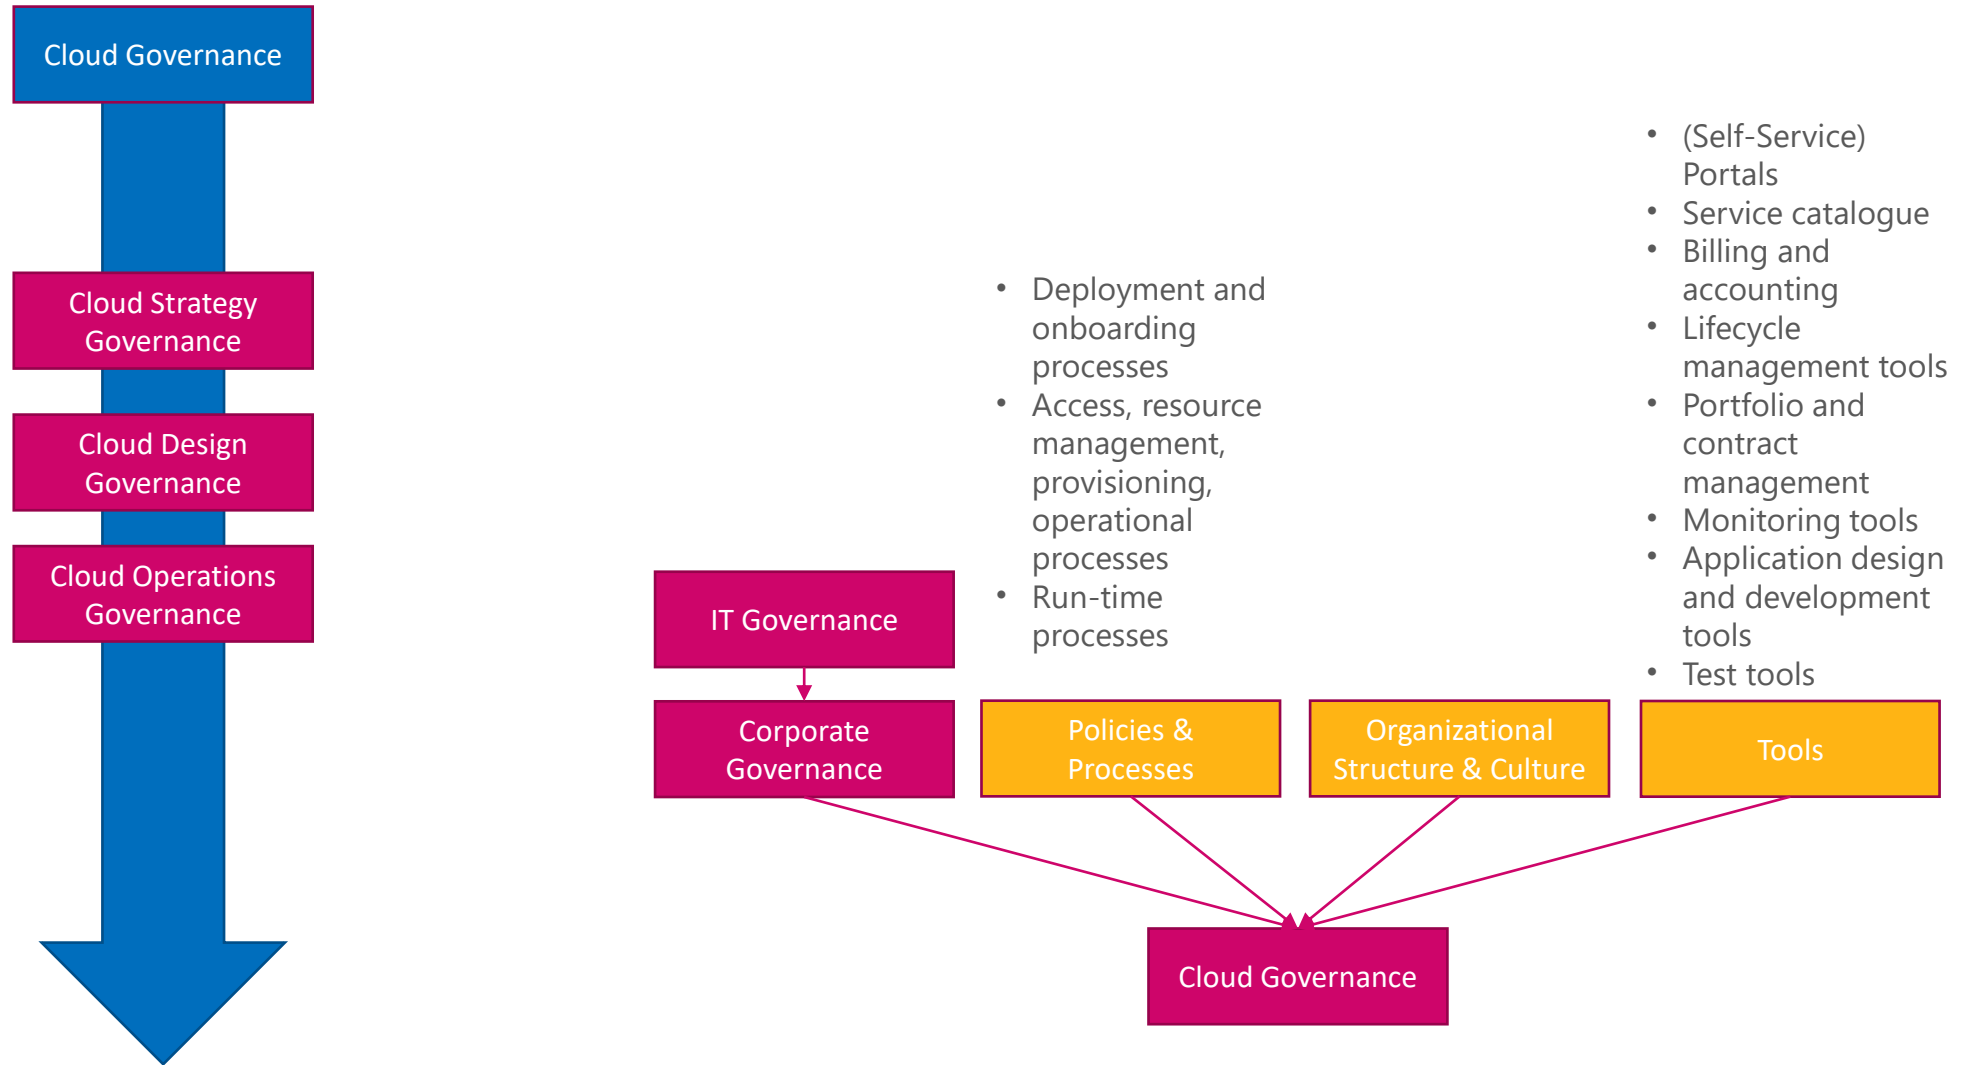 Cloud Governance
Cloud Strategy
Governance
Cloud Design
Governance
Cloud Operations
Governance
IT Governance
Corporate
Governance
• Deployment and
onboarding
processes
• Access, resource
management,
provisioning,
operational
processes
• Run-time
processes
Policies &
Processes
Organizational
Structure & Culture
• (Self-Service)
Portals
• Service catalogue
• Billing and
accounting
• Lifecycle
management tools
• Portfolio and
contract
management
• Monitoring tools
• Application design
and development
tools
• Test tools
Tools
Cloud Governance